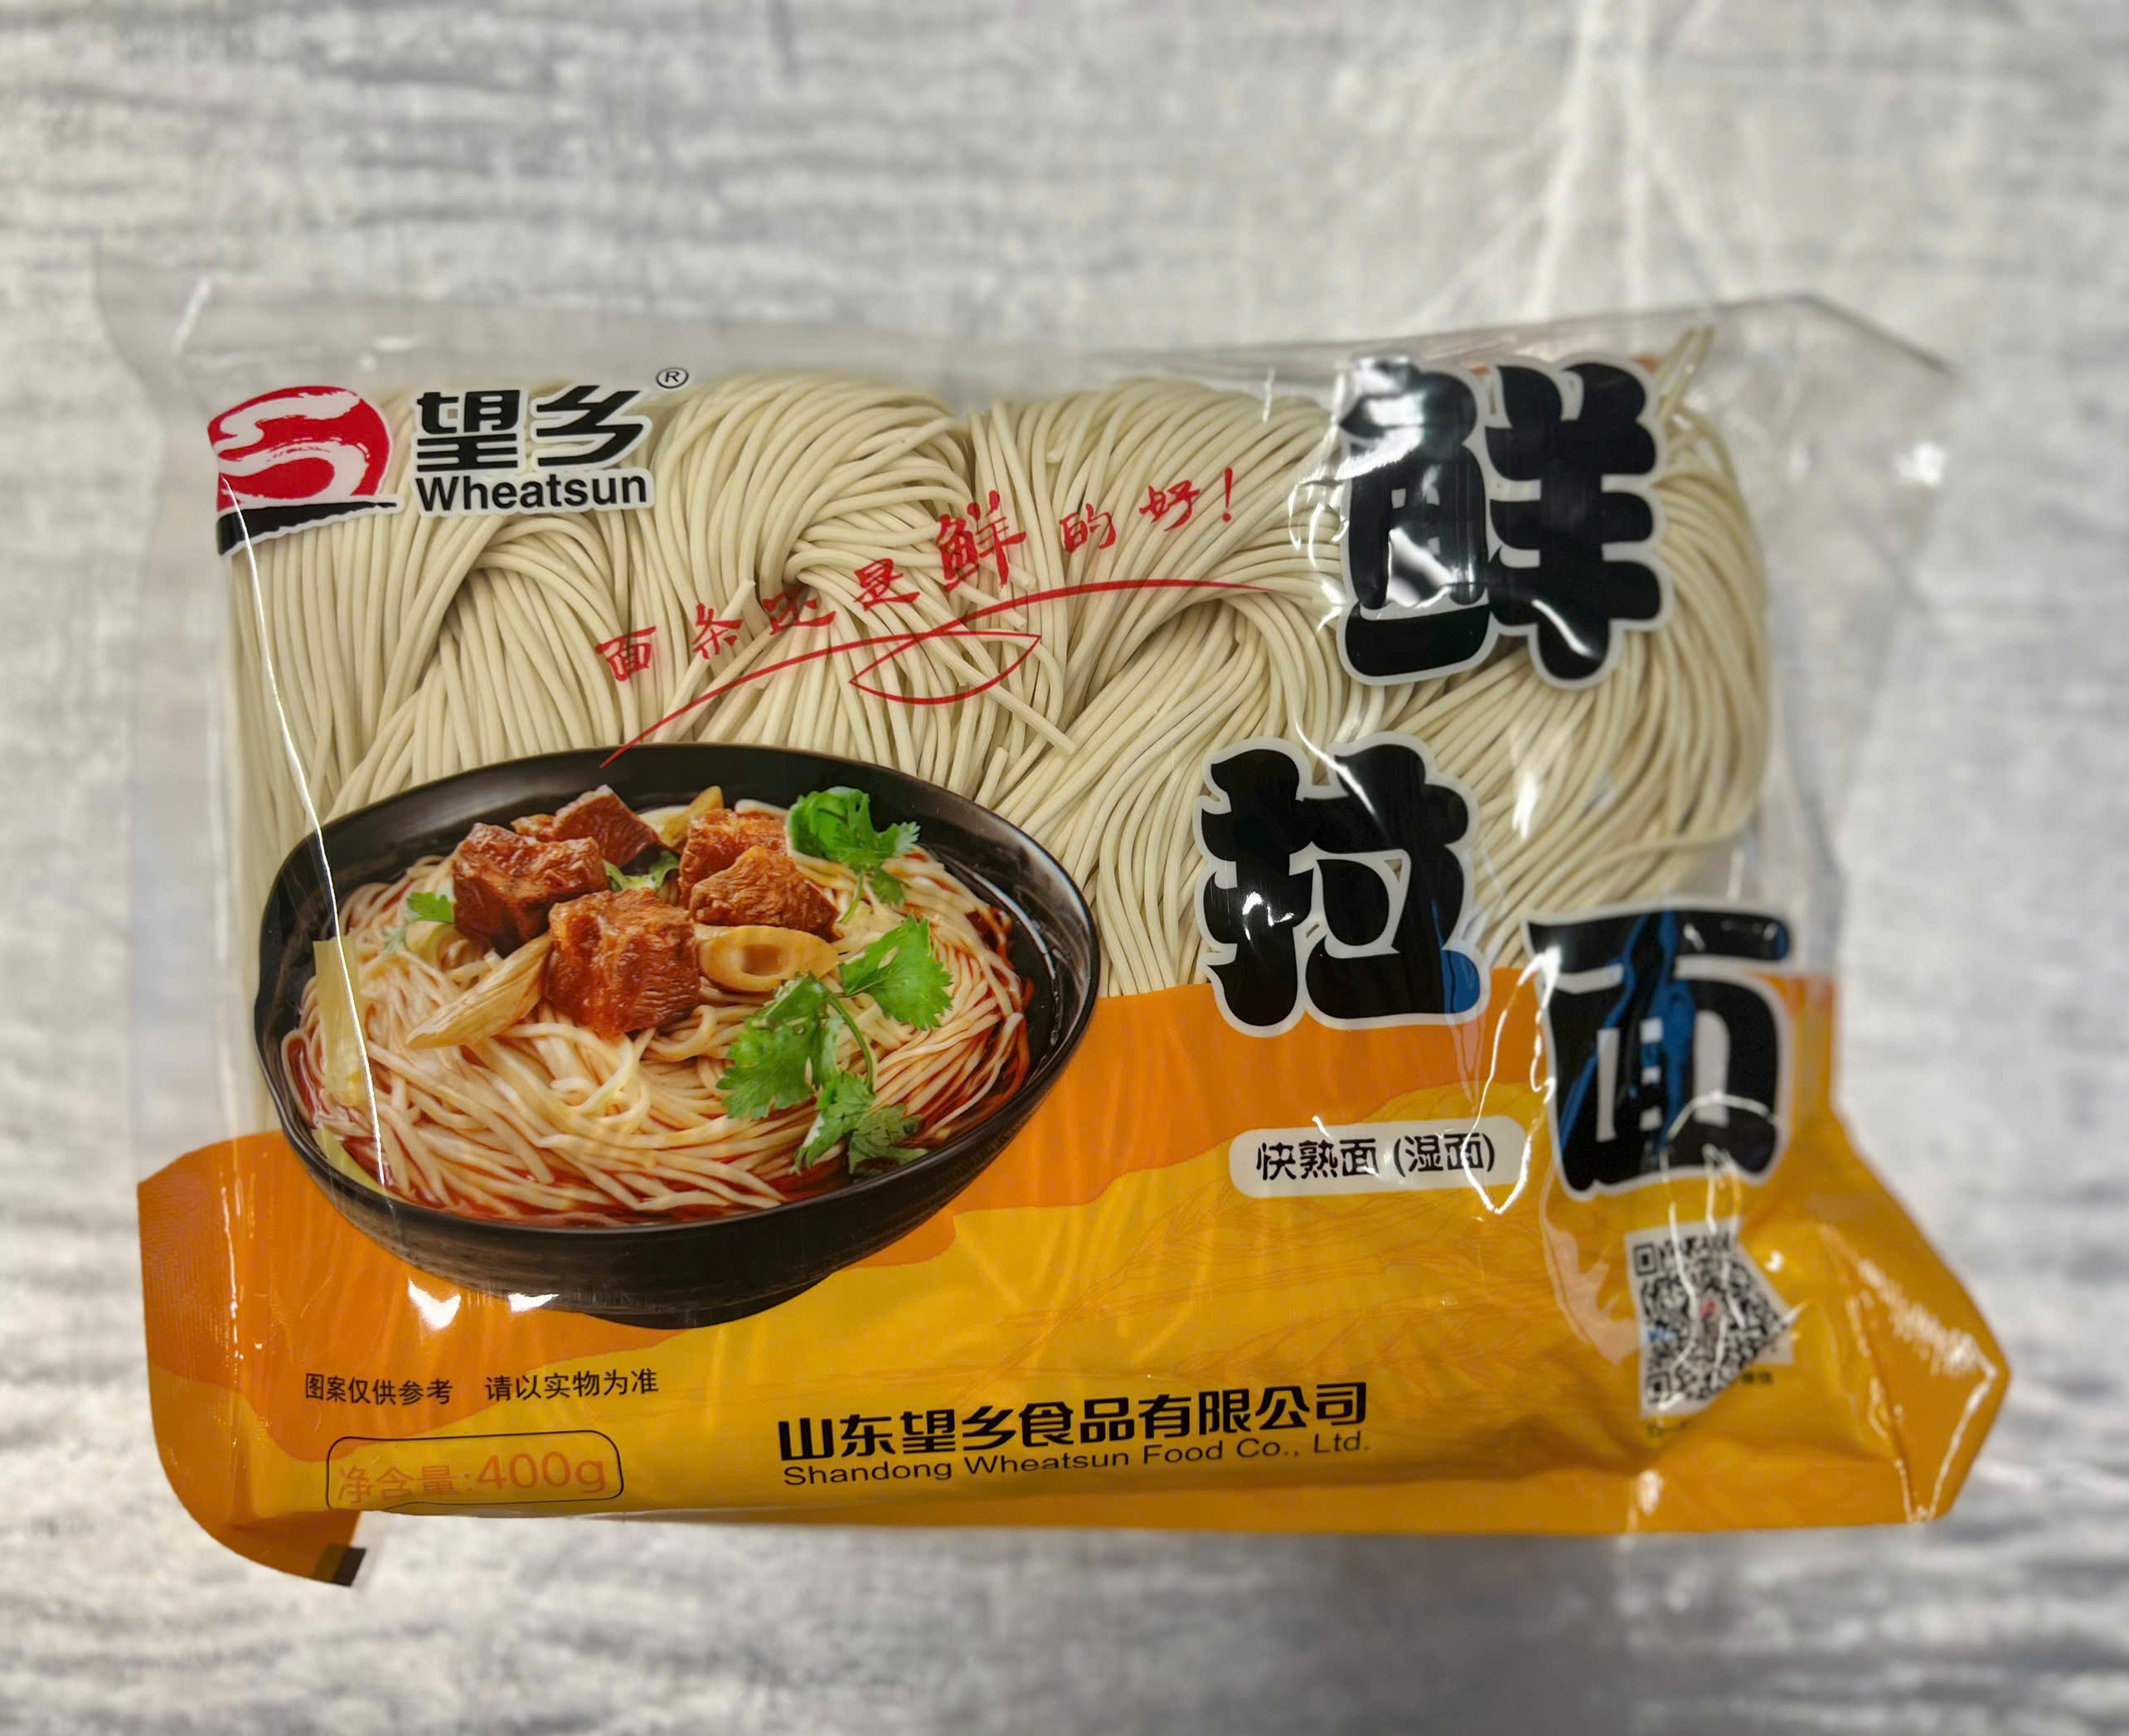 望乡®
Wheatsun
面条还是鲜的好！
鲜
拉
面
快熟面 (湿面)
图案仅供参考 请以实物为准
净含量:400g
山东望乡食品有限公司
Shandong Wheatsun Food Co., Ltd.